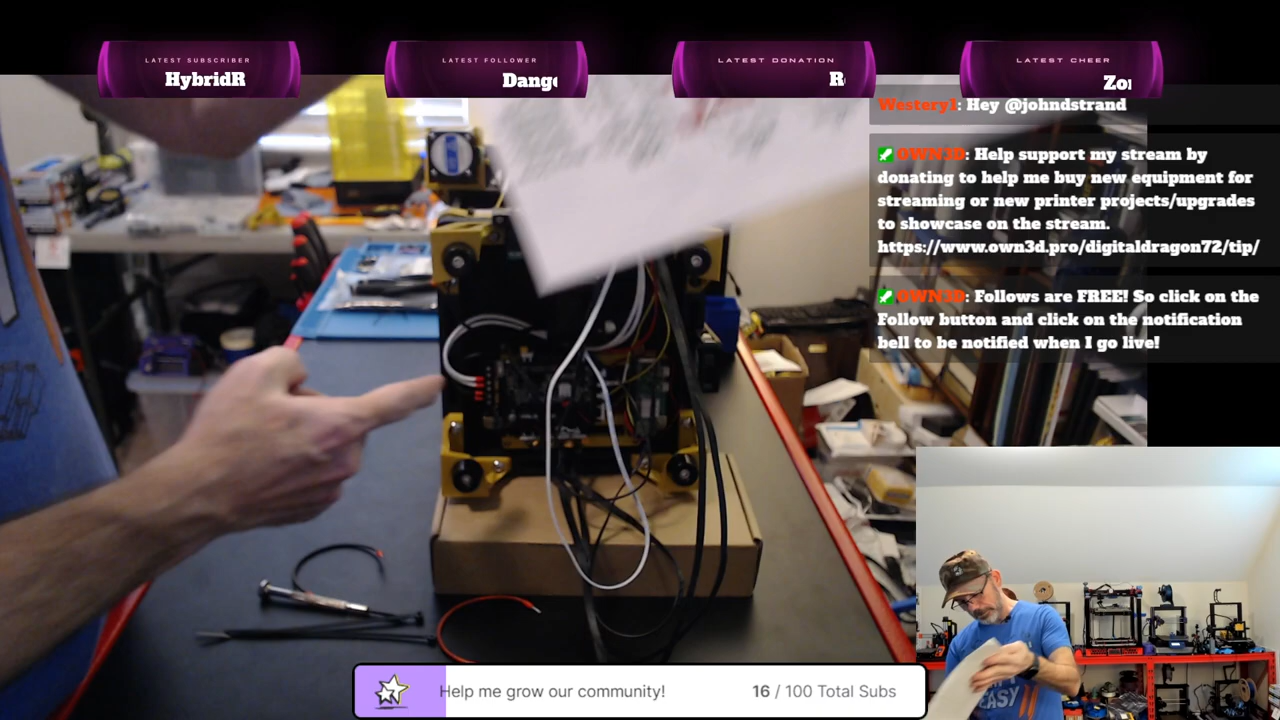 LATEST SUBSCRIBER
HybridR
LATEST FOLLOWER
Dang
LATEST DONATION
R
LATEST CHEER
Zo
Westery1: Hey @johndstrand
OWN3D: Help support my stream by
donating to help me buy new equipment for
streaming or new printer projects/upgrades
to showcase on the stream.
https://www.own3d.pro/digitaldragon72/tip/
OWN3D: Follows are FREE! So click on the
Follow button and click on the notification
bell to be notified when I go live!
Help me grow our community!
16 / 100 Total Subs
EASY